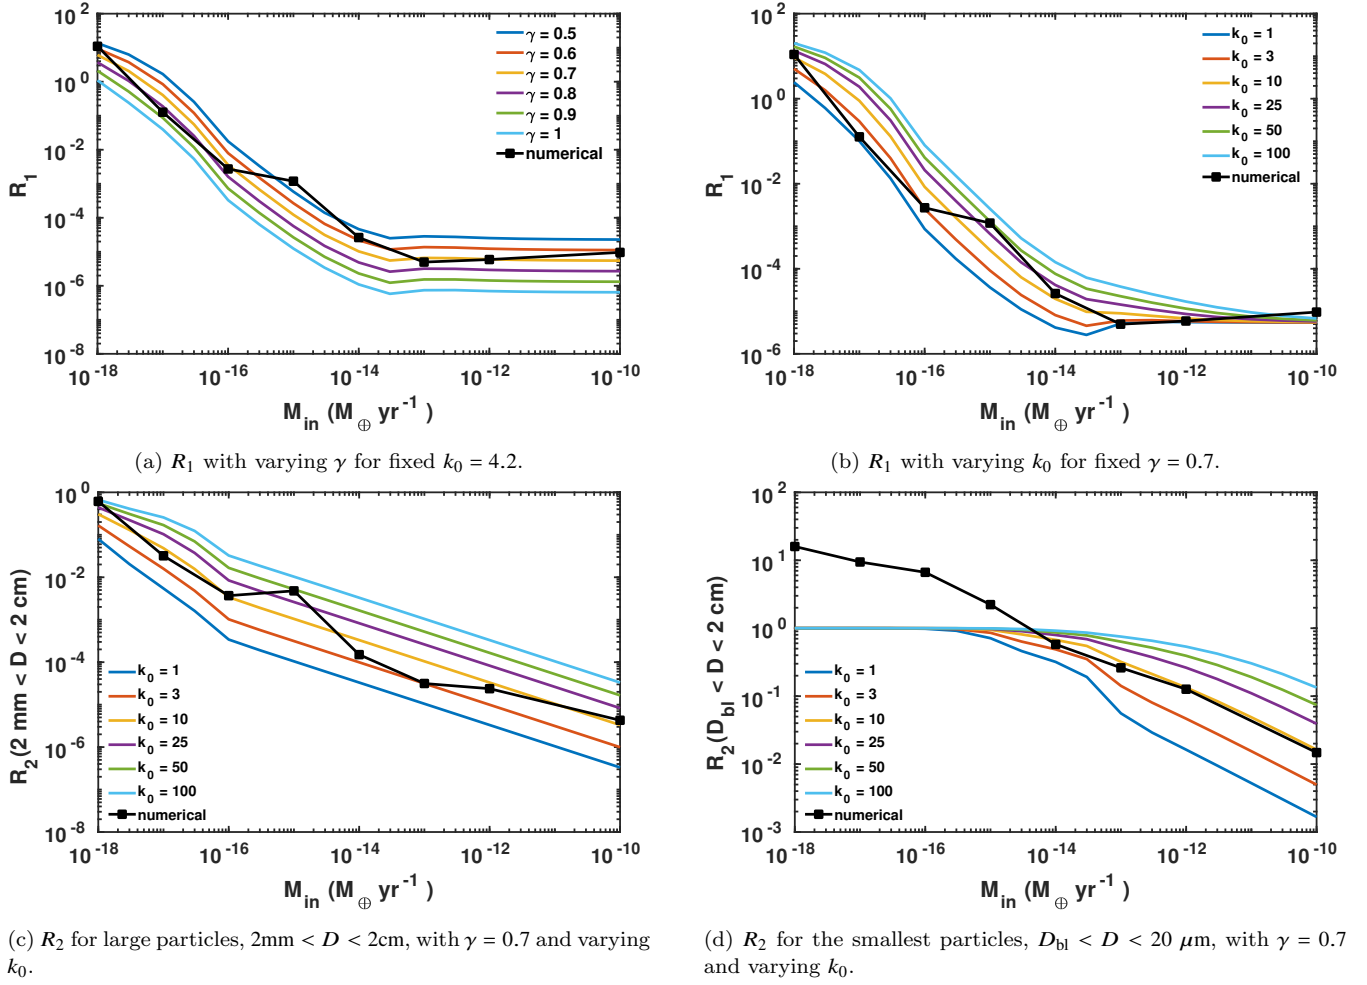 10^2
10^0
10^-2
10^-4
10^-6
10^-8
R_1
γ = 0.5
γ = 0.6
γ = 0.7
γ = 0.8
γ = 0.9
γ = 1
numerical
10^-18
10^-16
10^-14
10^-12
10^-10
M_in (M_⊕ yr^-1)
(a) R_1 with varying γ for fixed k_0 = 4.2.
10^2
10^0
10^-2
10^-4
10^-6
R_1
k_0 = 1
k_0 = 3
k_0 = 10
k_0 = 25
k_0 = 50
k_0 = 100
numerical
10^-18
10^-16
10^-14
10^-12
10^-10
M_in (M_⊕ yr^-1)
(b) R_1 with varying k_0 for fixed γ = 0.7.
10^0
10^-2
10^-4
10^-6
10^-8
R_2(2 mm < D < 2 cm)
k_0 = 1
k_0 = 3
k_0 = 10
k_0 = 25
k_0 = 50
k_0 = 100
numerical
10^-18
10^-16
10^-14
10^-12
10^-10
M_in (M_⊕ yr^-1)
(c) R_2 for large particles, 2mm < D < 2cm, with γ = 0.7 and varying
k_0.
10^2
10^1
10^0
10^-1
10^-2
10^-3
R_2(D_bl < D < 2 cm)
k_0 = 1
k_0 = 3
k_0 = 10
k_0 = 25
k_0 = 50
k_0 = 100
numerical
10^-18
10^-16
10^-14
10^-12
10^-10
M_in (M_⊕ yr^-1)
(d) R_2 for the smallest particles, D_bl < D < 20 μm, with γ = 0.7
and varying k_0.